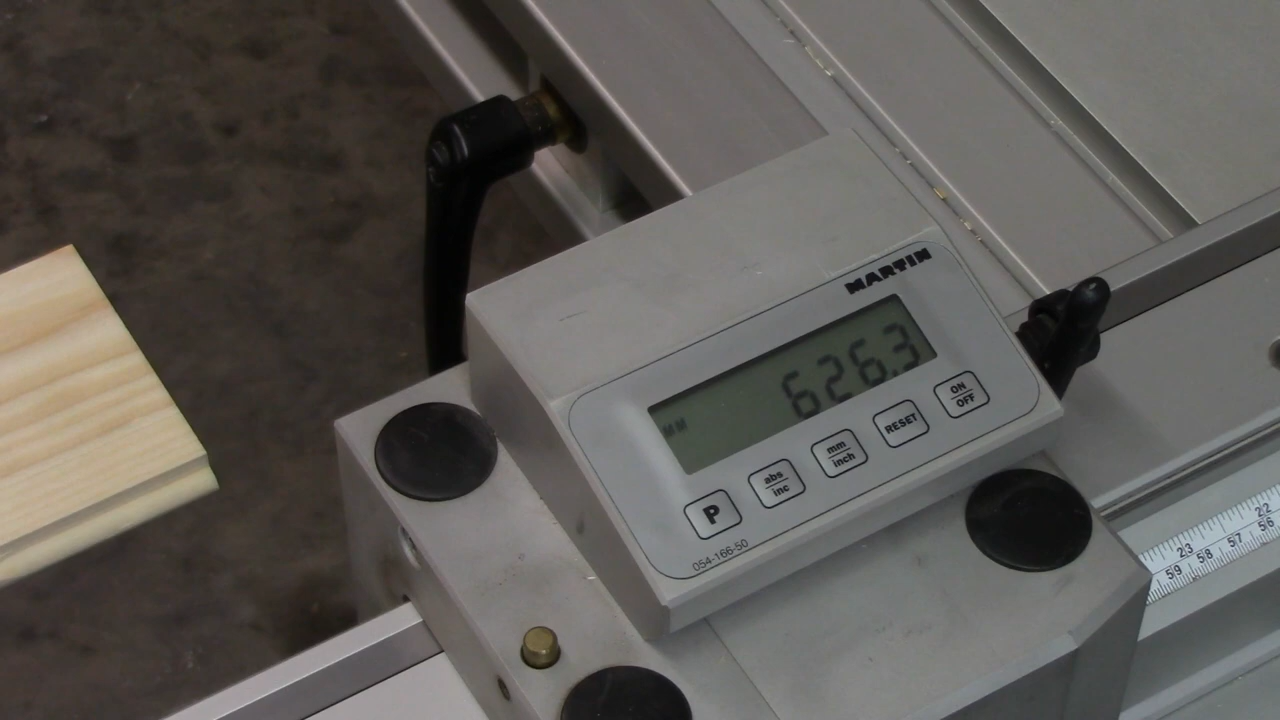 MARTIN
626.3
MM
P
abs
inc
mm
inch
RESET
ON
OFF
054-166-50
22
23
56
57
58
59